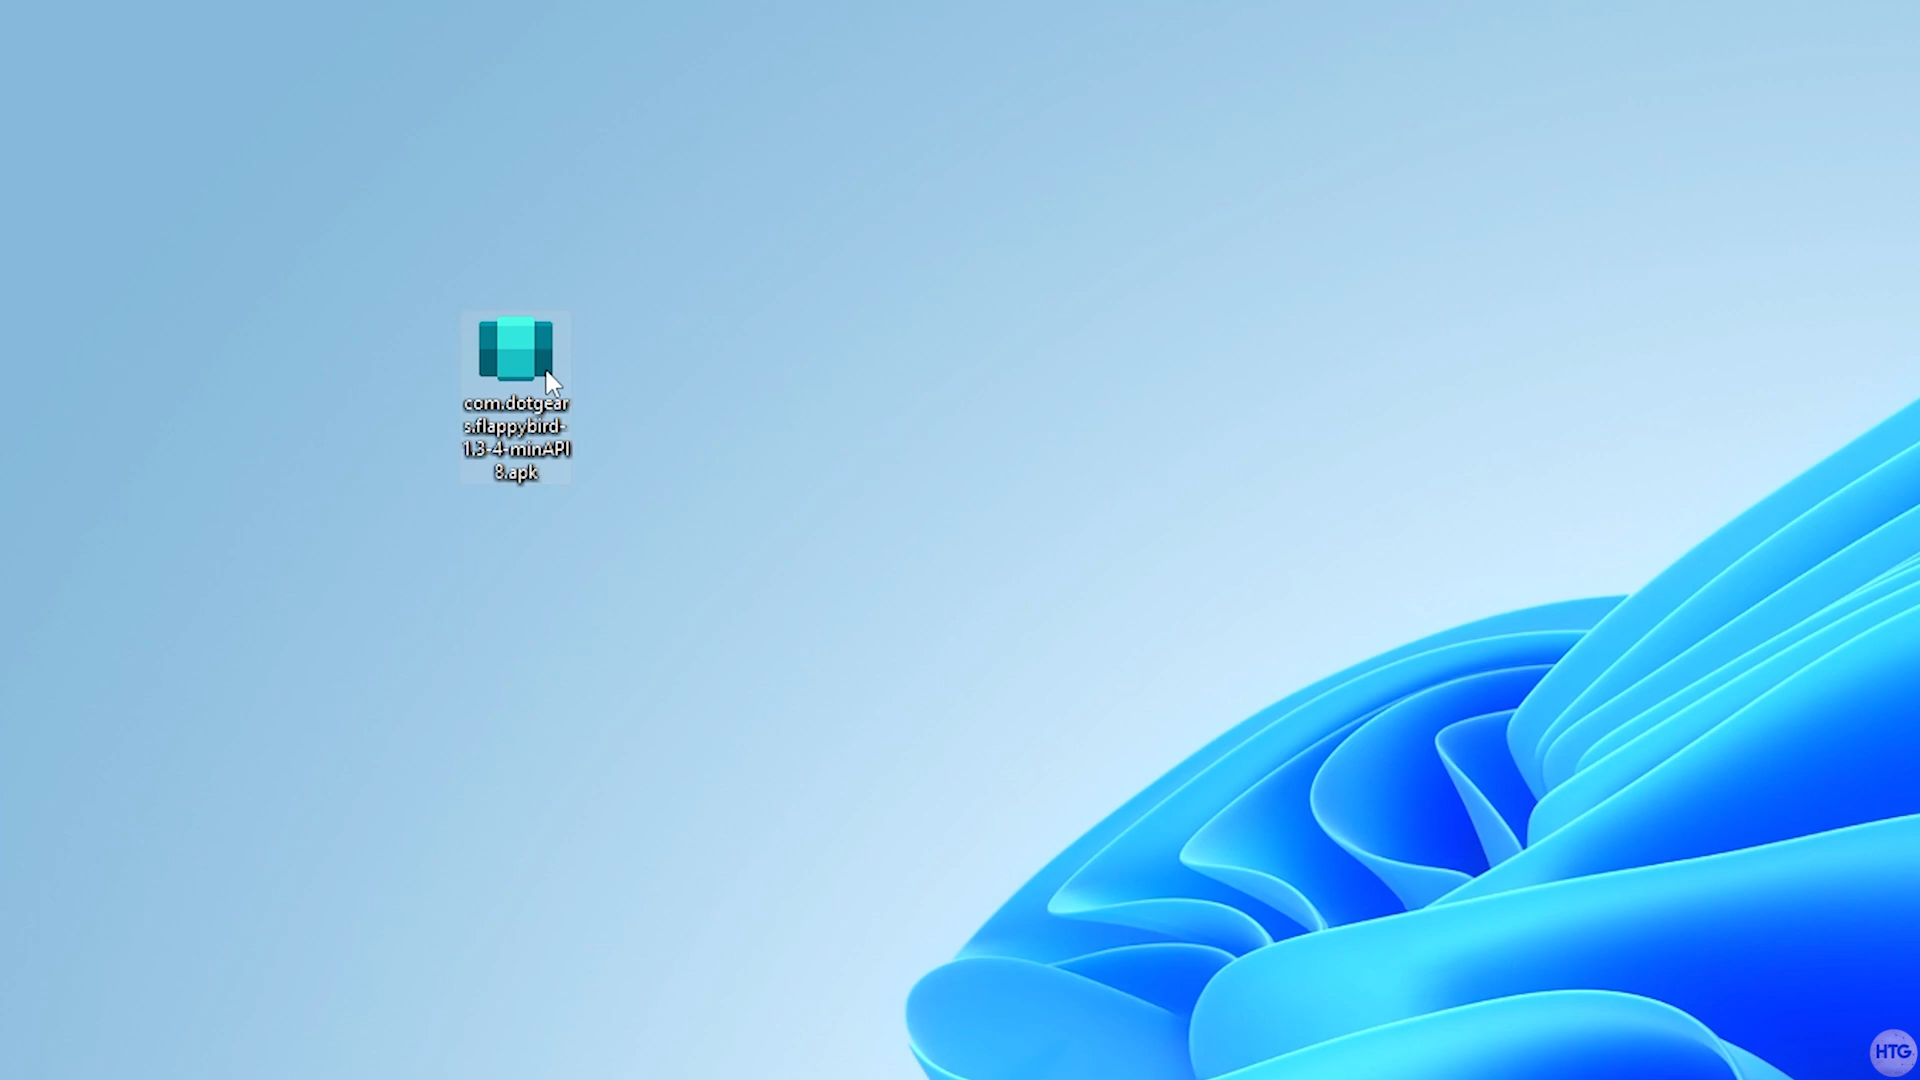 com.dotgear
s.flappybird-
1.3-4-minAPI
8.apk
HTG